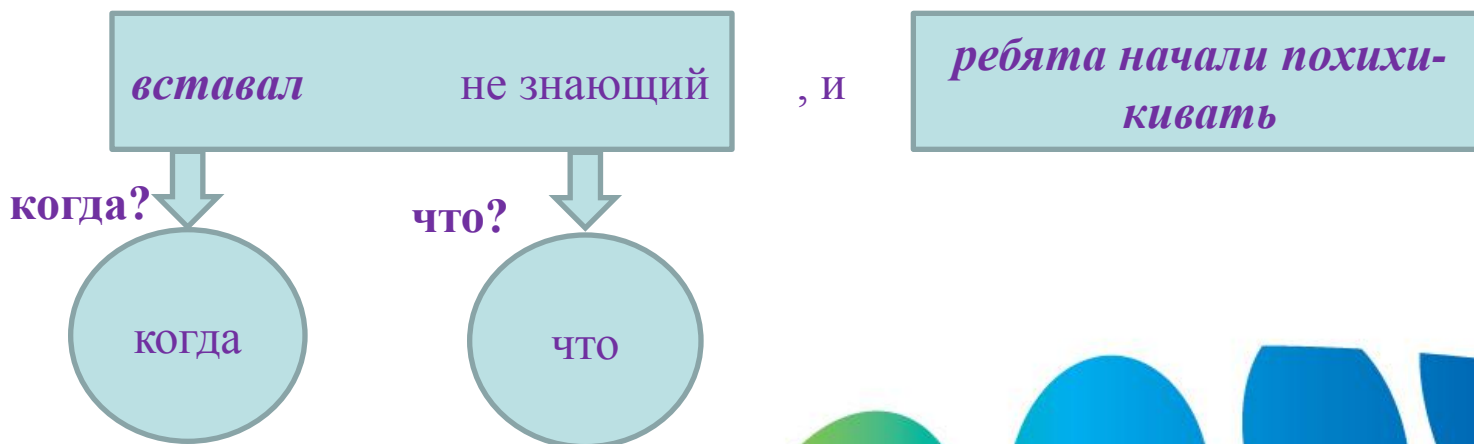 вставал не знающий , и ребята начали похихи-
кивать
когда? что?
когда что